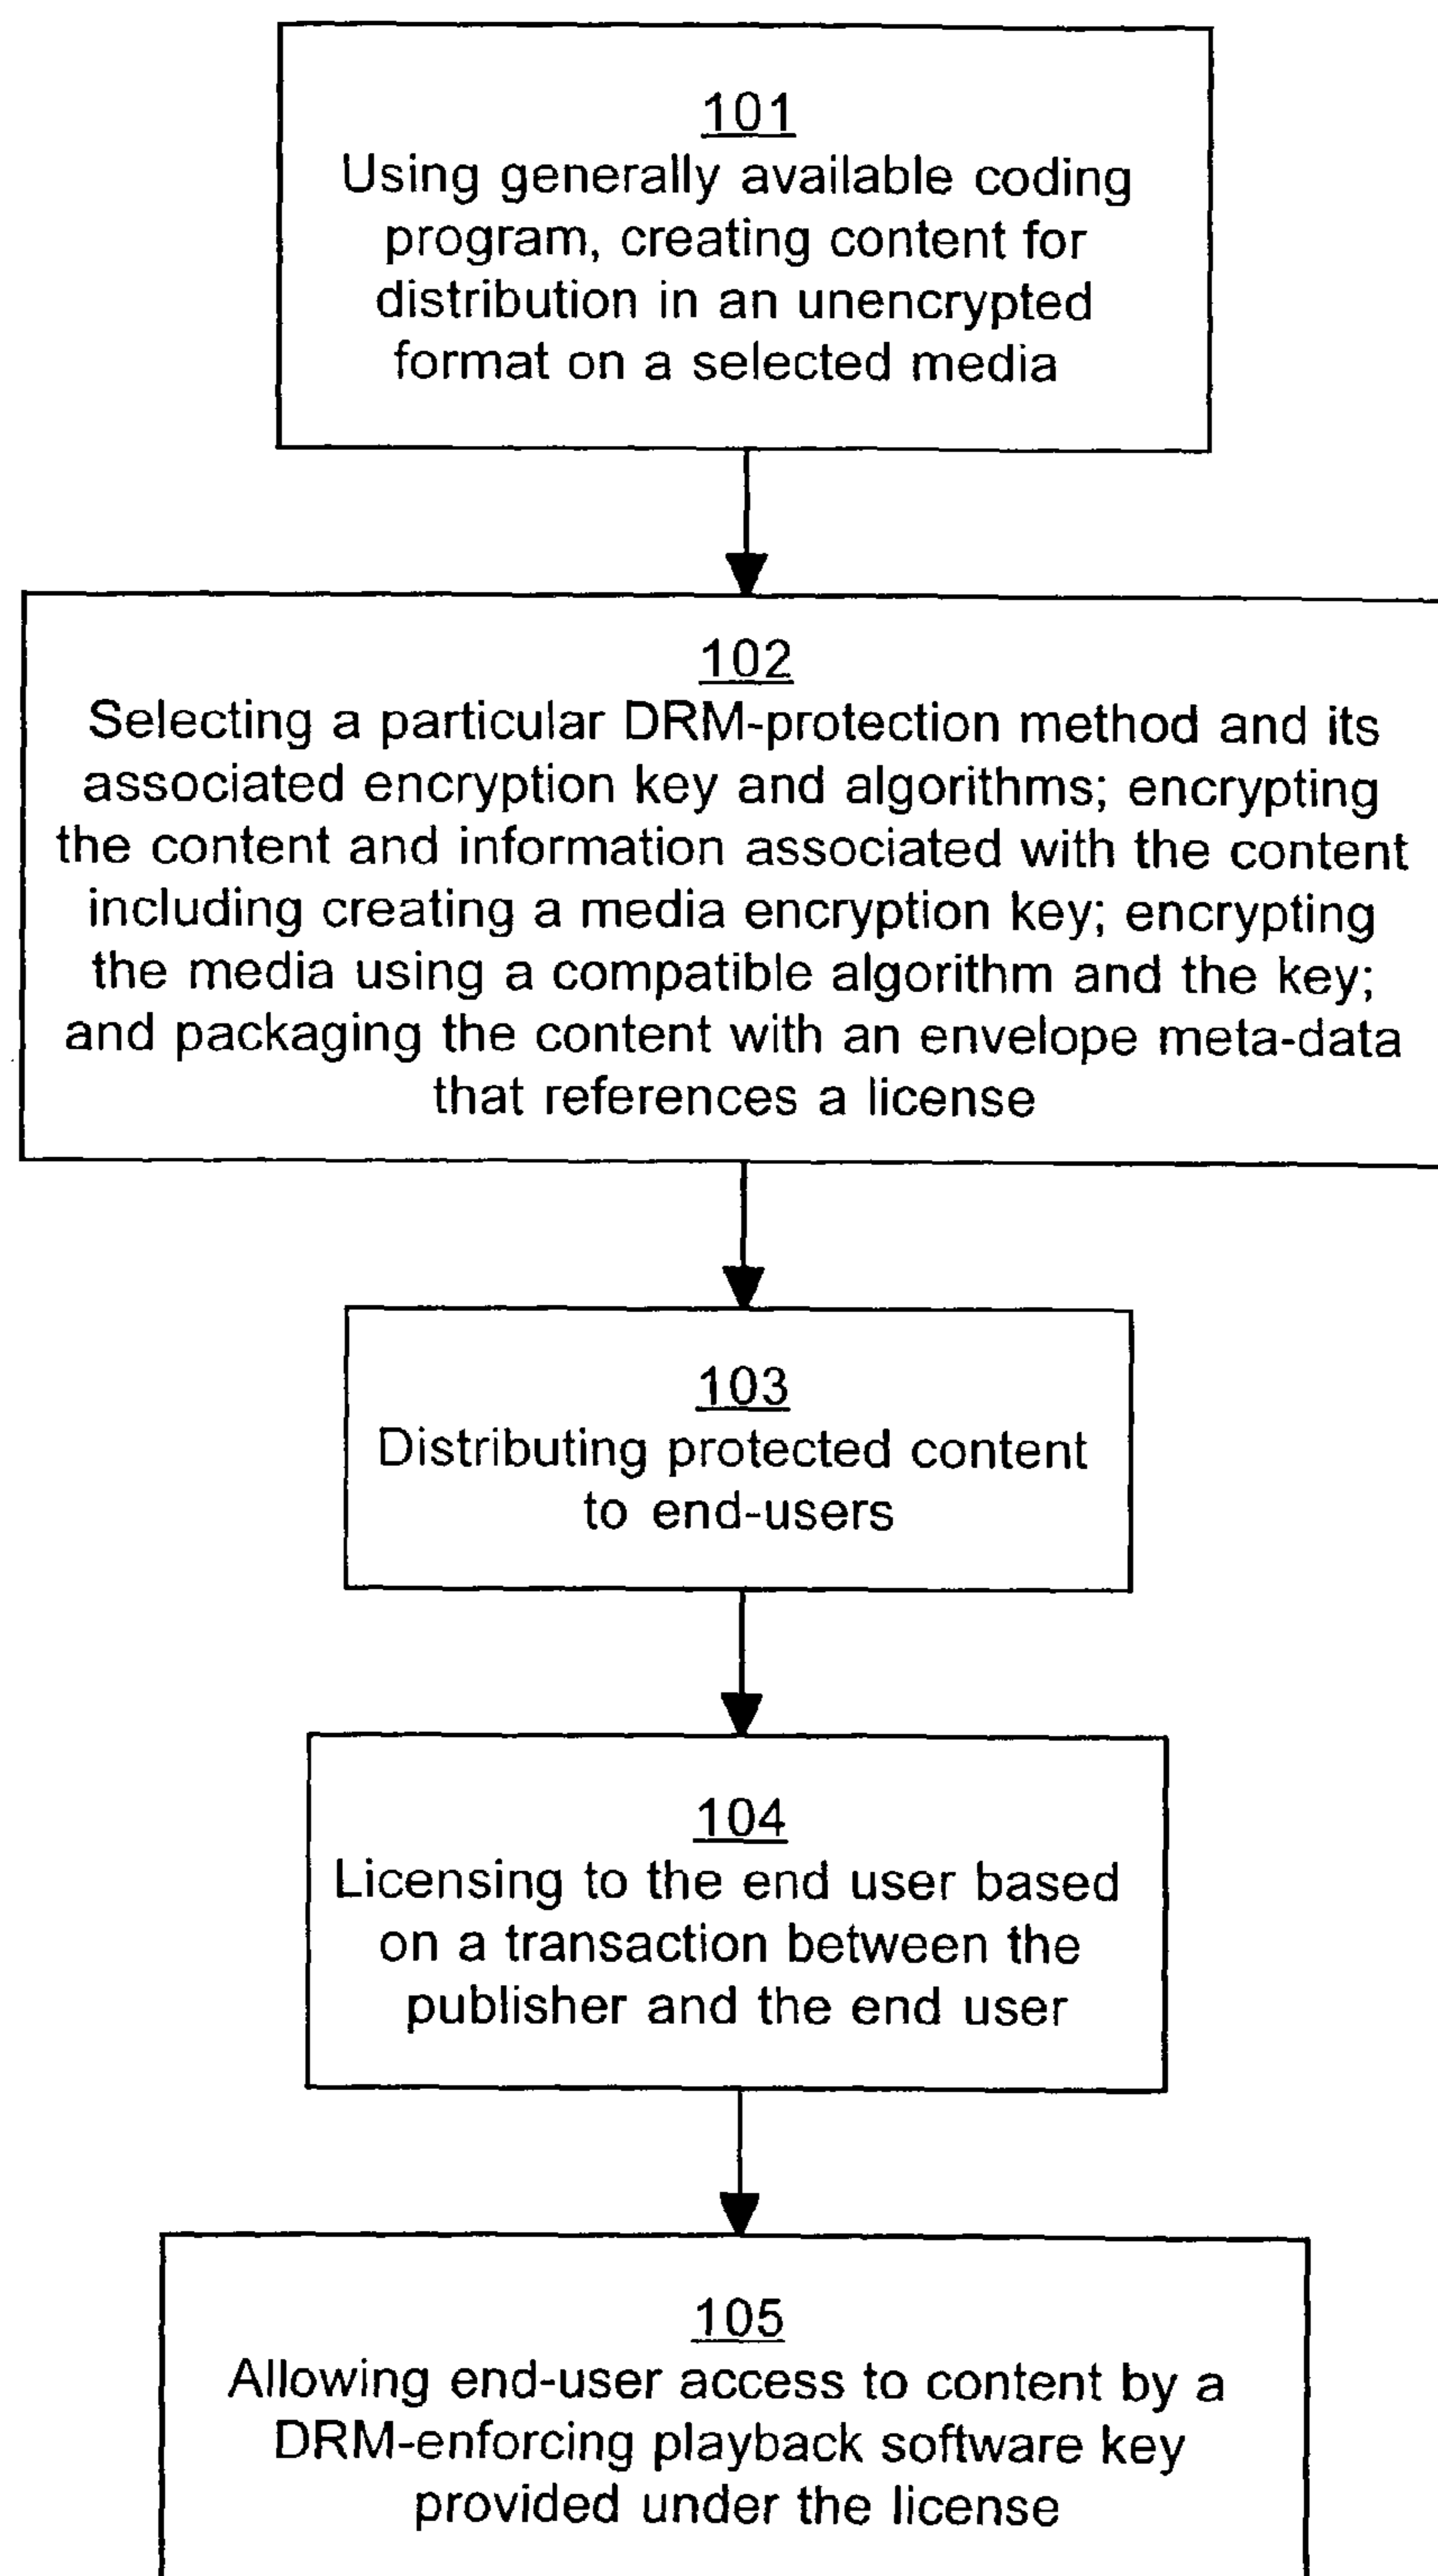 101
Using generally available coding
program, creating content for
distribution in an unencrypted
format on a selected media
102
Selecting a particular DRM-protection method and its
associated encryption key and algorithms; encrypting
the content and information associated with the content
including creating a media encryption key; encrypting
the media using a compatible algorithm and the key;
and packaging the content with an envelope meta-data
that references a license
103
Distributing protected content
to end-users
104
Licensing to the end user based
on a transaction between the
publisher and the end user
105
Allowing end-user access to content by a
DRM-enforcing playback software key
provided under the license